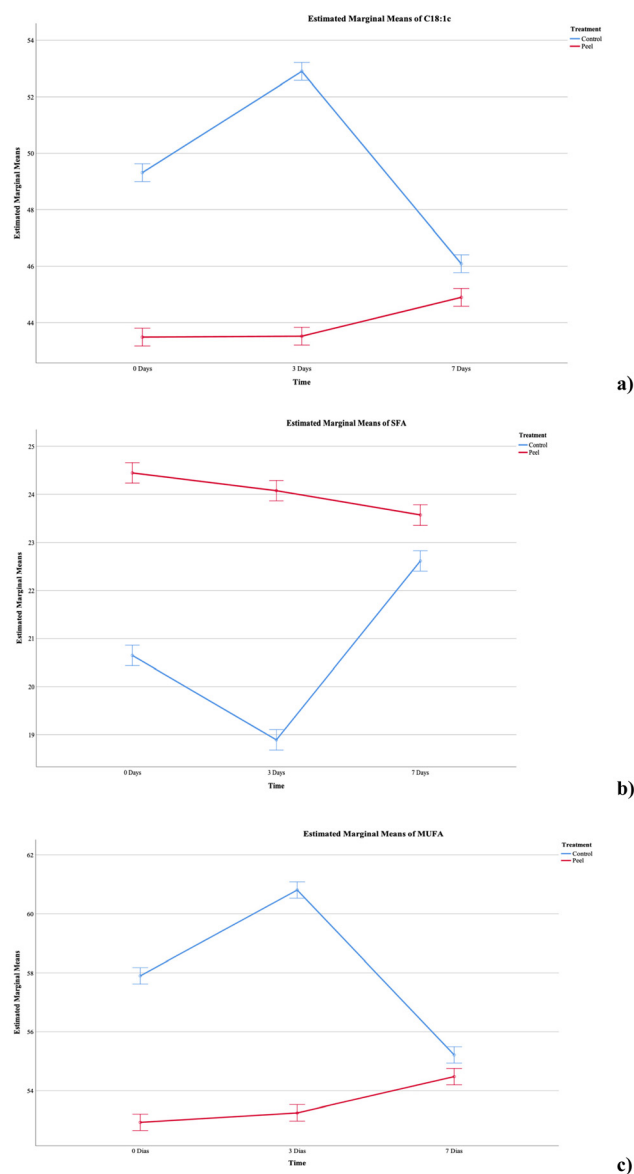 Estimated Marginal Means of C18:1c
Treatment
Control
Peel
54
52
50
48
46
44
Estimated Marginal Means
0 Days
3 Days
7 Days
Time
a)
Estimated Marginal Means of SFA
Treatment
Control
Peel
25
24
23
22
21
20
19
Estimated Marginal Means
0 Days
3 Days
7 Days
Time
b)
Estimated Marginal Means of MUFA
Treatment
Control
Peel
62
60
58
56
54
Estimated Marginal Means
0 Dias
3 Dias
7 Dias
Time
c)